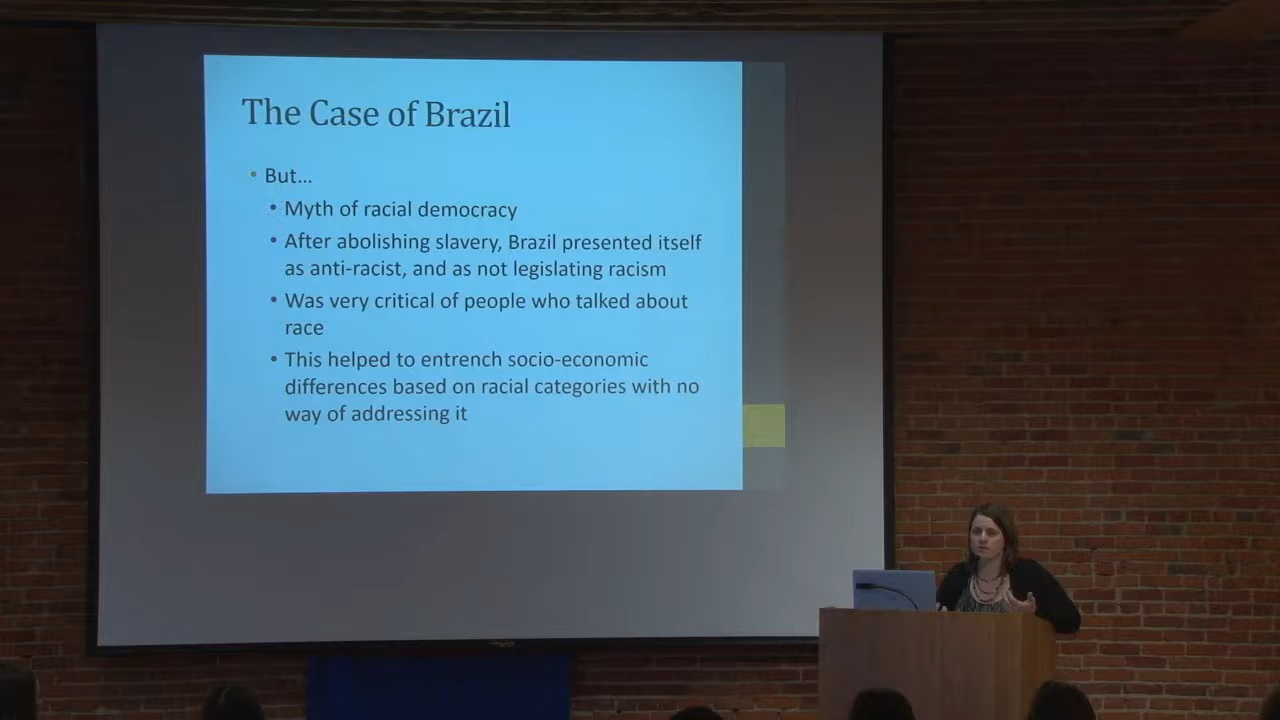 The Case of Brazil
• But...
• Myth of racial democracy
• After abolishing slavery, Brazil presented itself
as anti-racist, and as not legislating racism
• Was very critical of people who talked about
race
• This helped to entrench socio-economic
differences based on racial categories with no
way of addressing it